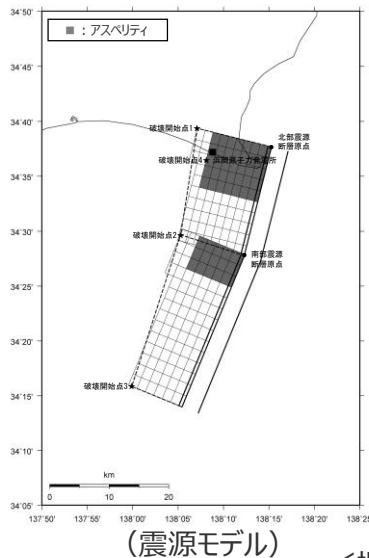 34˚50'
■ : アスペリティ
34˚45'
34˚40'
破壊開始点1★
北部震源
断層原点
破壊開始点4★ 浜岡原子力発電所
34˚35'
34˚30'
破壊開始点2
南部震源
断層原点
34˚25'
34˚20'
34˚15'
破壊開始点3★
34˚10'
km
0 10 20
34˚05'
137˚50' 137˚55' 138˚00' 138˚05' 138˚10' 138˚15' 138˚20' 138˚25'
(震源モデル)